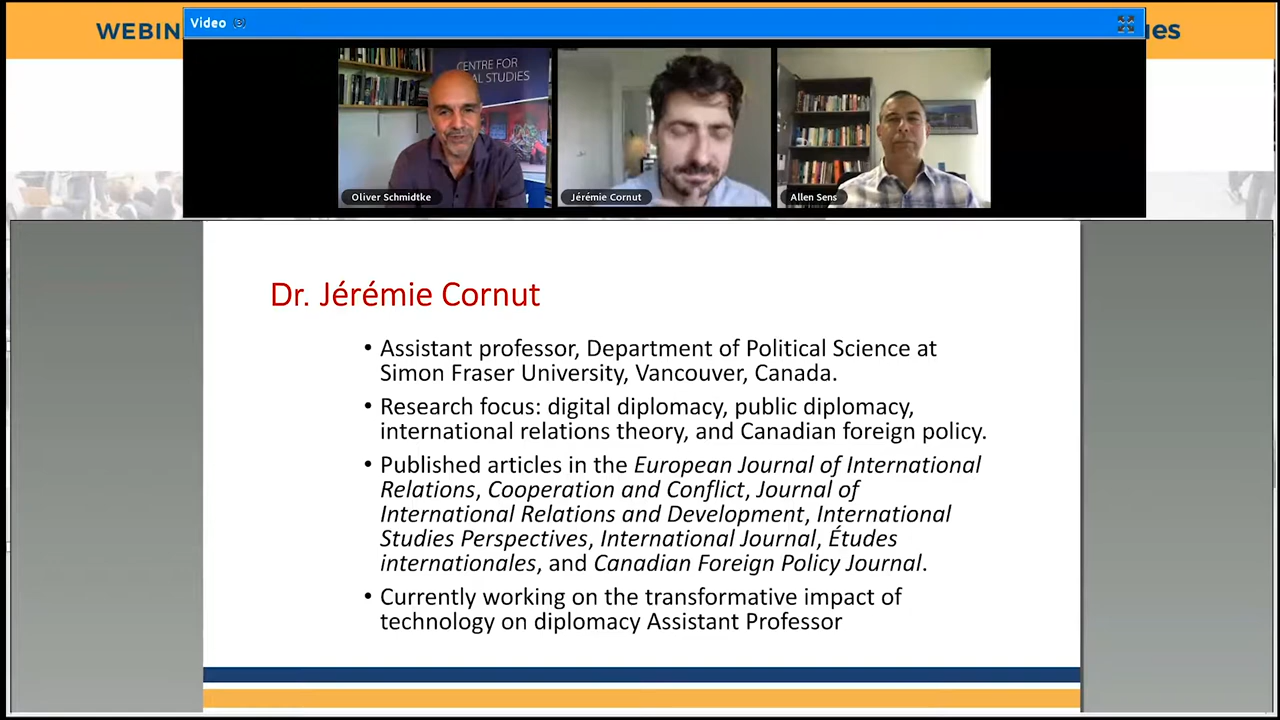 WEBIN
Video
ies
CENTRE FOR
AL STUDIES
Oliver Schmidtke
Jérémie Cornut
Allen Sens
Dr. Jérémie Cornut
• Assistant professor, Department of Political Science at
Simon Fraser University, Vancouver, Canada.
• Research focus: digital diplomacy, public diplomacy,
international relations theory, and Canadian foreign policy.
• Published articles in the European Journal of International
Relations, Cooperation and Conflict, Journal of
International Relations and Development, International
Studies Perspectives, International Journal, Études
internationales, and Canadian Foreign Policy Journal.
• Currently working on the transformative impact of
technology on diplomacy Assistant Professor